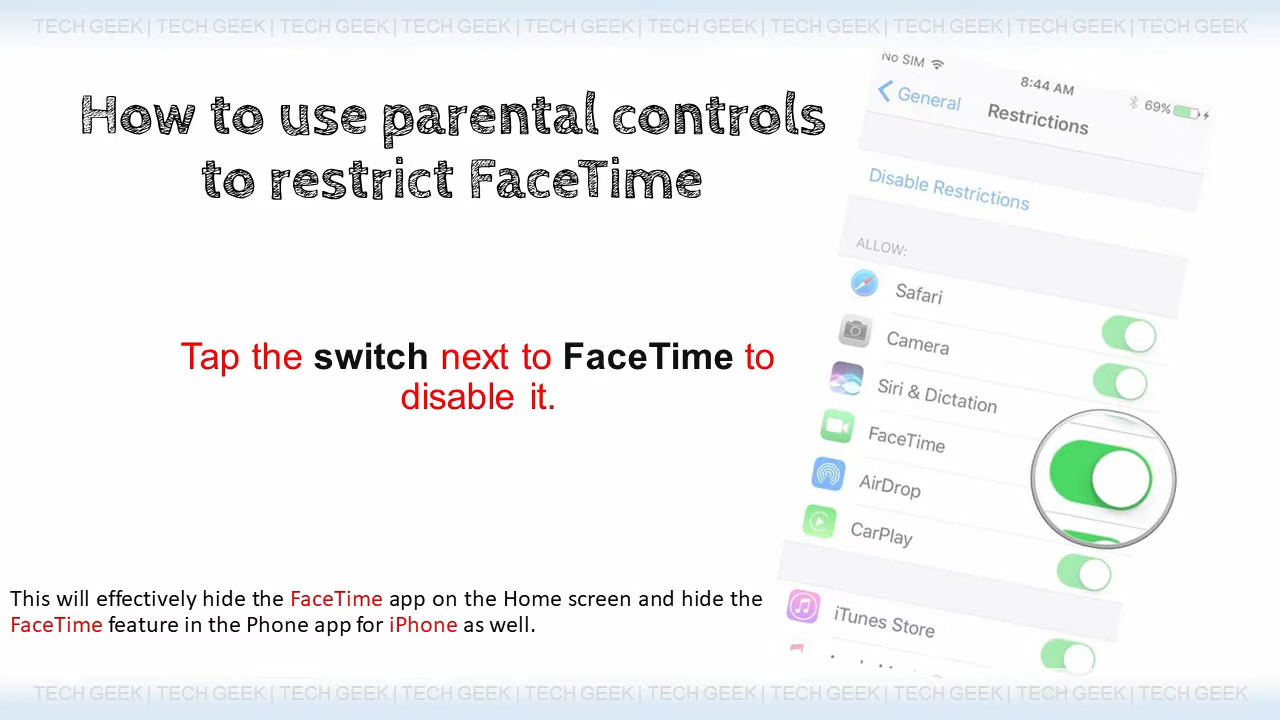 TECH GEEK| TECH GEEK| TECH GEEK| TECH GEEK| TECH GEEK| TECH GEEK| TECH GEEK| TECH GEEK| TECH GEEK| TECH GEEK
How to use parental controls
to restrict FaceTime
Tap the switch next to FaceTime to
disable it.
This will effectively hide the FaceTime app on the Home screen and hide the
FaceTime feature in the Phone app for iPhone as well.
No SIM
8:44 AM
69%
General
Restrictions
Disable Restrictions
ALLOW:
Safari
Camera
Siri & Dictation
FaceTime
AirDrop
CarPlay
iTunes Store
TECH GEEK| TECH GEEK| TECH GEEK| TECH GEEK| TECH GEEK| TECH GEEK| TECH GEEK| TECH GEEK| TECH GEEK| TECH GEEK